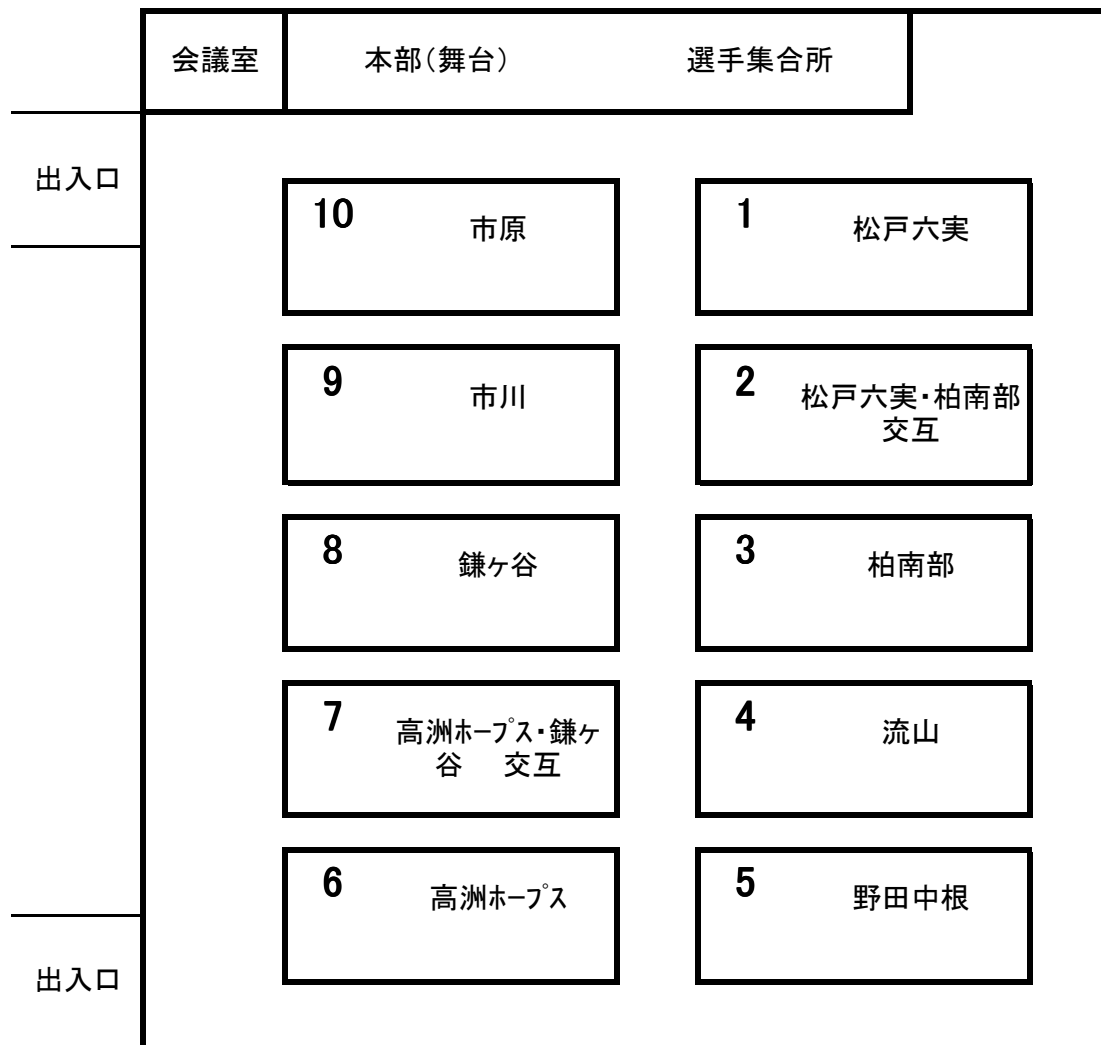 会議室 本部(舞台) 選手集合所
出入口
10 市原
1 松戸六実
9 市川
2 松戸六実・柏南部
交互
8 鎌ヶ谷
3 柏南部
7 高洲ﾎｰﾌﾟｽ・鎌ヶ
谷 交互
4 流山
6 高洲ﾎｰﾌﾟｽ
5 野田中根
出入口